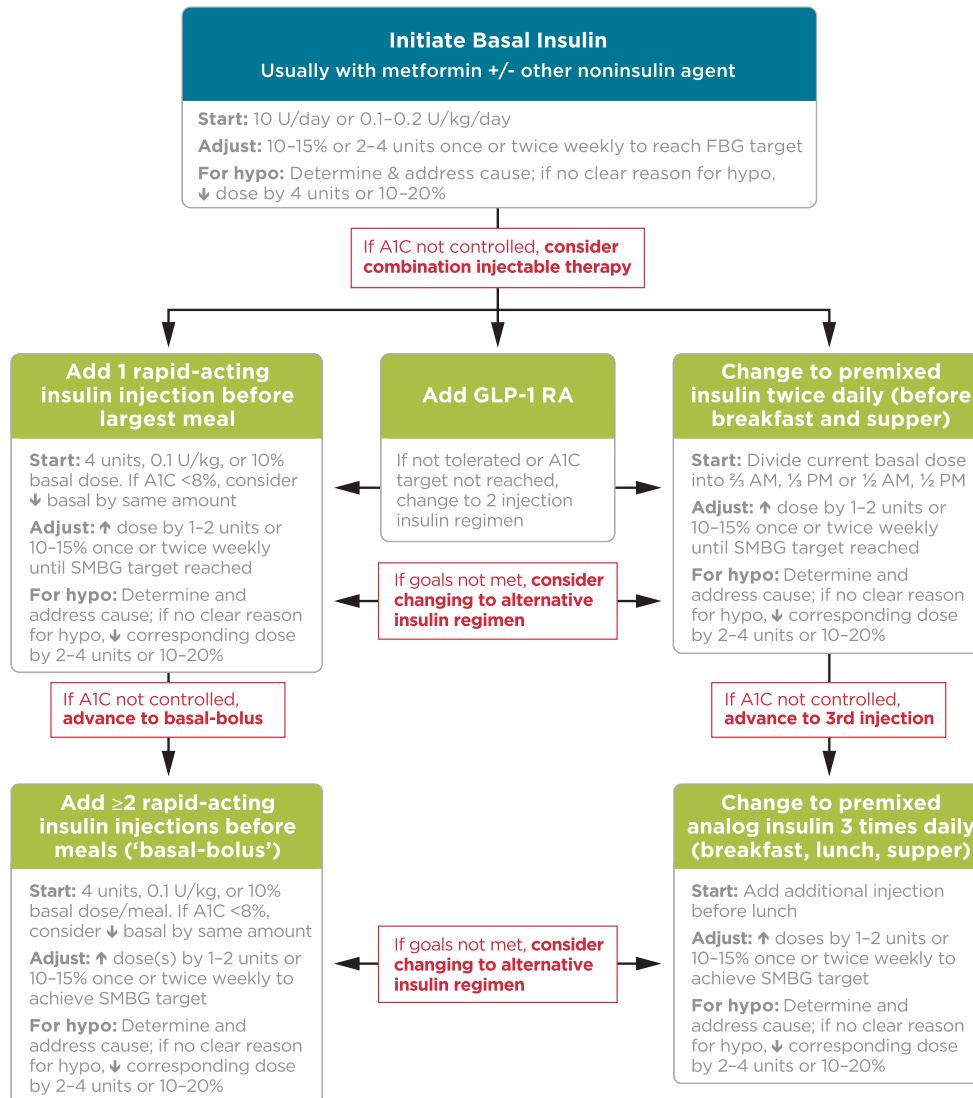 Initiate Basal Insulin
Usually with metformin +/- other noninsulin agent
Start: 10 U/day or 0.1–0.2 U/kg/day
Adjust: 10–15% or 2–4 units once or twice weekly to reach FBG target
For hypo: Determine & address cause; if no clear reason for hypo,
↓ dose by 4 units or 10–20%
If A1C not controlled, consider
combination injectable therapy
Add 1 rapid-acting
insulin injection before
largest meal
Start: 4 units, 0.1 U/kg, or 10%
basal dose. If A1C <8%, consider
↓ basal by same amount
Adjust: ↑ dose by 1–2 units or
10–15% once or twice weekly
until SMBG target reached
For hypo: Determine and
address cause; if no clear reason
for hypo, ↓ corresponding dose
by 2–4 units or 10–20%
Add GLP-1 RA
If not tolerated or A1C
target not reached,
change to 2 injection
insulin regimen
Change to premixed
insulin twice daily (before
breakfast and supper)
Start: Divide current basal dose
into ⅔ AM, ⅓ PM or ½ AM, ½ PM
Adjust: ↑ dose by 1–2 units or
10–15% once or twice weekly
until SMBG target reached
For hypo: Determine and
address cause; if no clear reason
for hypo, ↓ corresponding dose
by 2–4 units or 10–20%
If goals not met, consider
changing to alternative
insulin regimen
If A1C not controlled,
advance to basal-bolus
If A1C not controlled,
advance to 3rd injection
Add ≥2 rapid-acting
insulin injections before
meals (‘basal-bolus’)
Start: 4 units, 0.1 U/kg, or 10%
basal dose/meal. If A1C <8%,
consider ↓ basal by same amount
Adjust: ↑ dose(s) by 1–2 units or
10–15% once or twice weekly to
achieve SMBG target
For hypo: Determine and
address cause; if no clear reason
for hypo, ↓ corresponding dose
by 2–4 units or 10–20%
If goals not met, consider
changing to alternative
insulin regimen
Change to premixed
analog insulin 3 times daily
(breakfast, lunch, supper)
Start: Add additional injection
before lunch
Adjust: ↑ doses by 1–2 units or
10–15% once or twice weekly to
achieve SMBG target
For hypo: Determine and
address cause; if no clear reason
for hypo, ↓ corresponding dose
by 2–4 units or 10–20%